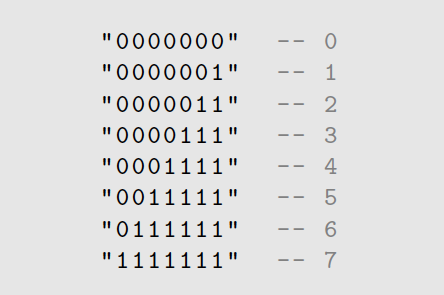 "0000000" -- 0
"0000001" -- 1
"0000011" -- 2
"0000111" -- 3
"0001111" -- 4
"0011111" -- 5
"0111111" -- 6
"1111111" -- 7